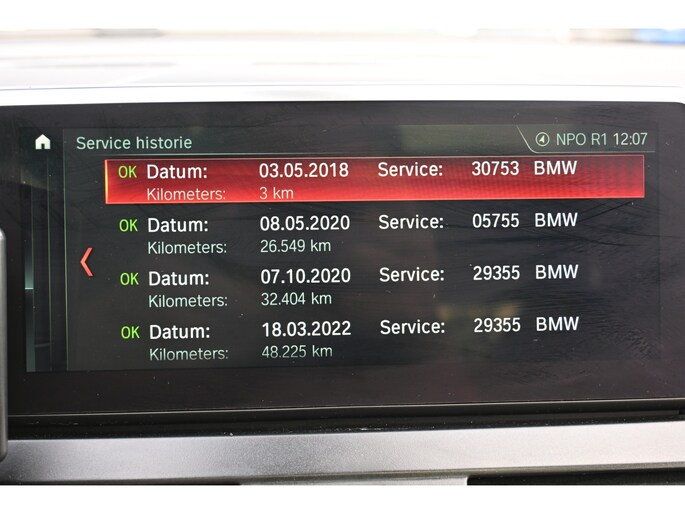 Service historie NPO R1 12:07
OK Datum: 03.05.2018 Service: 30753 BMW
Kilometers: 3 km
OK Datum: 08.05.2020 Service: 05755 BMW
Kilometers: 26.549 km
OK Datum: 07.10.2020 Service: 29355 BMW
Kilometers: 32.404 km
OK Datum: 18.03.2022 Service: 29355 BMW
Kilometers: 48.225 km